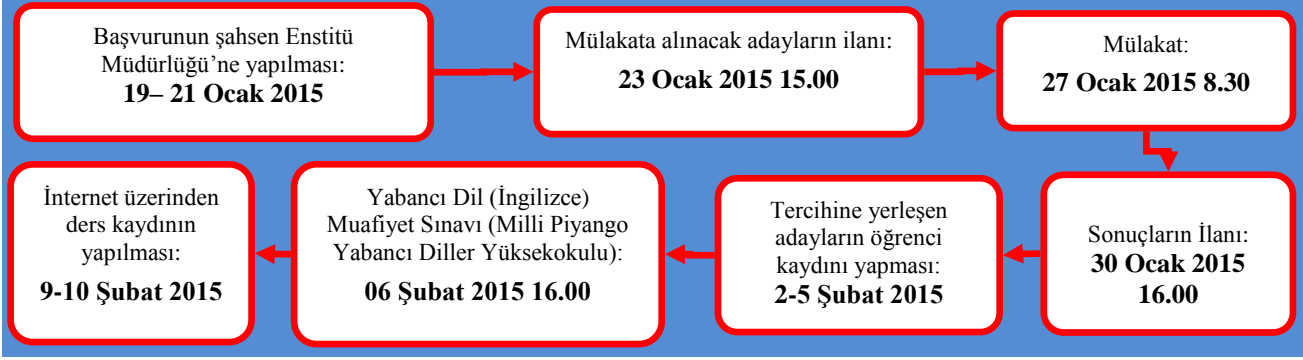 Başvurunun şahsen Enstitü
Müdürlüğü’ne yapılması:
19– 21 Ocak 2015
Mülakata alınacak adayların ilanı:
23 Ocak 2015 15.00
Mülakat:
27 Ocak 2015 8.30
Sonuçların İlanı:
30 Ocak 2015
16.00
Tercihine yerleşen
adayların öğrenci
kaydını yapması:
2-5 Şubat 2015
Yabancı Dil (İngilizce)
Muafiyet Sınavı (Milli Piyango
Yabancı Diller Yüksekokulu):
06 Şubat 2015 16.00
İnternet üzerinden
ders kaydının
yapılması:
9-10 Şubat 2015